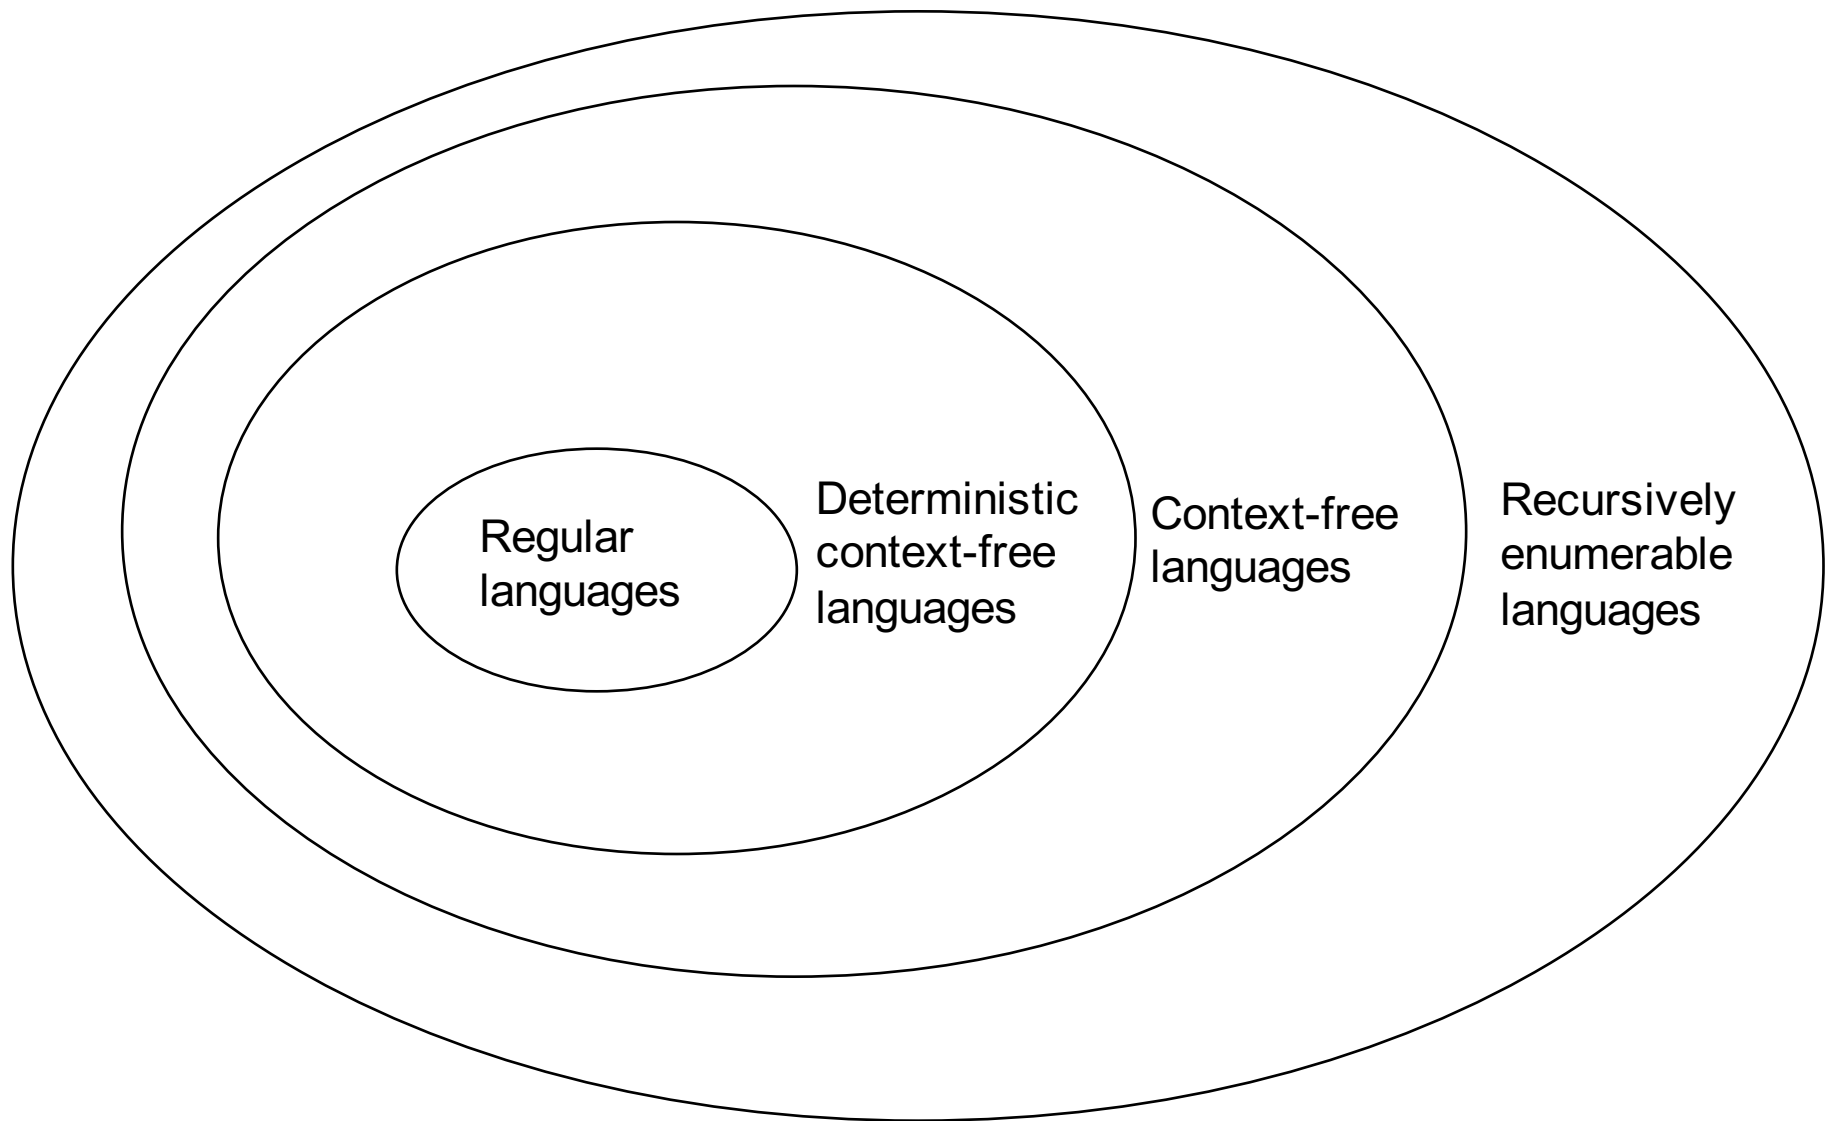 Regular
languages
Deterministic
context-free
languages
Context-free
languages
Recursively
enumerable
languages